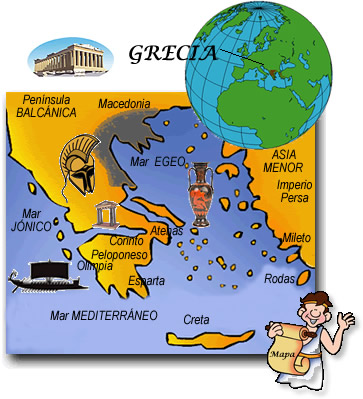 GRECIA
Península
BALCÁNICA
Macedonia
Mar EGEO
ASIA
MENOR
Imperio
Persa
Mar
JÓNICO
Atenas
Corinto
Peloponeso
Olimpia
Mileto
Esparta
Rodas
Mar MEDITERRÁNEO
Creta
Mapa